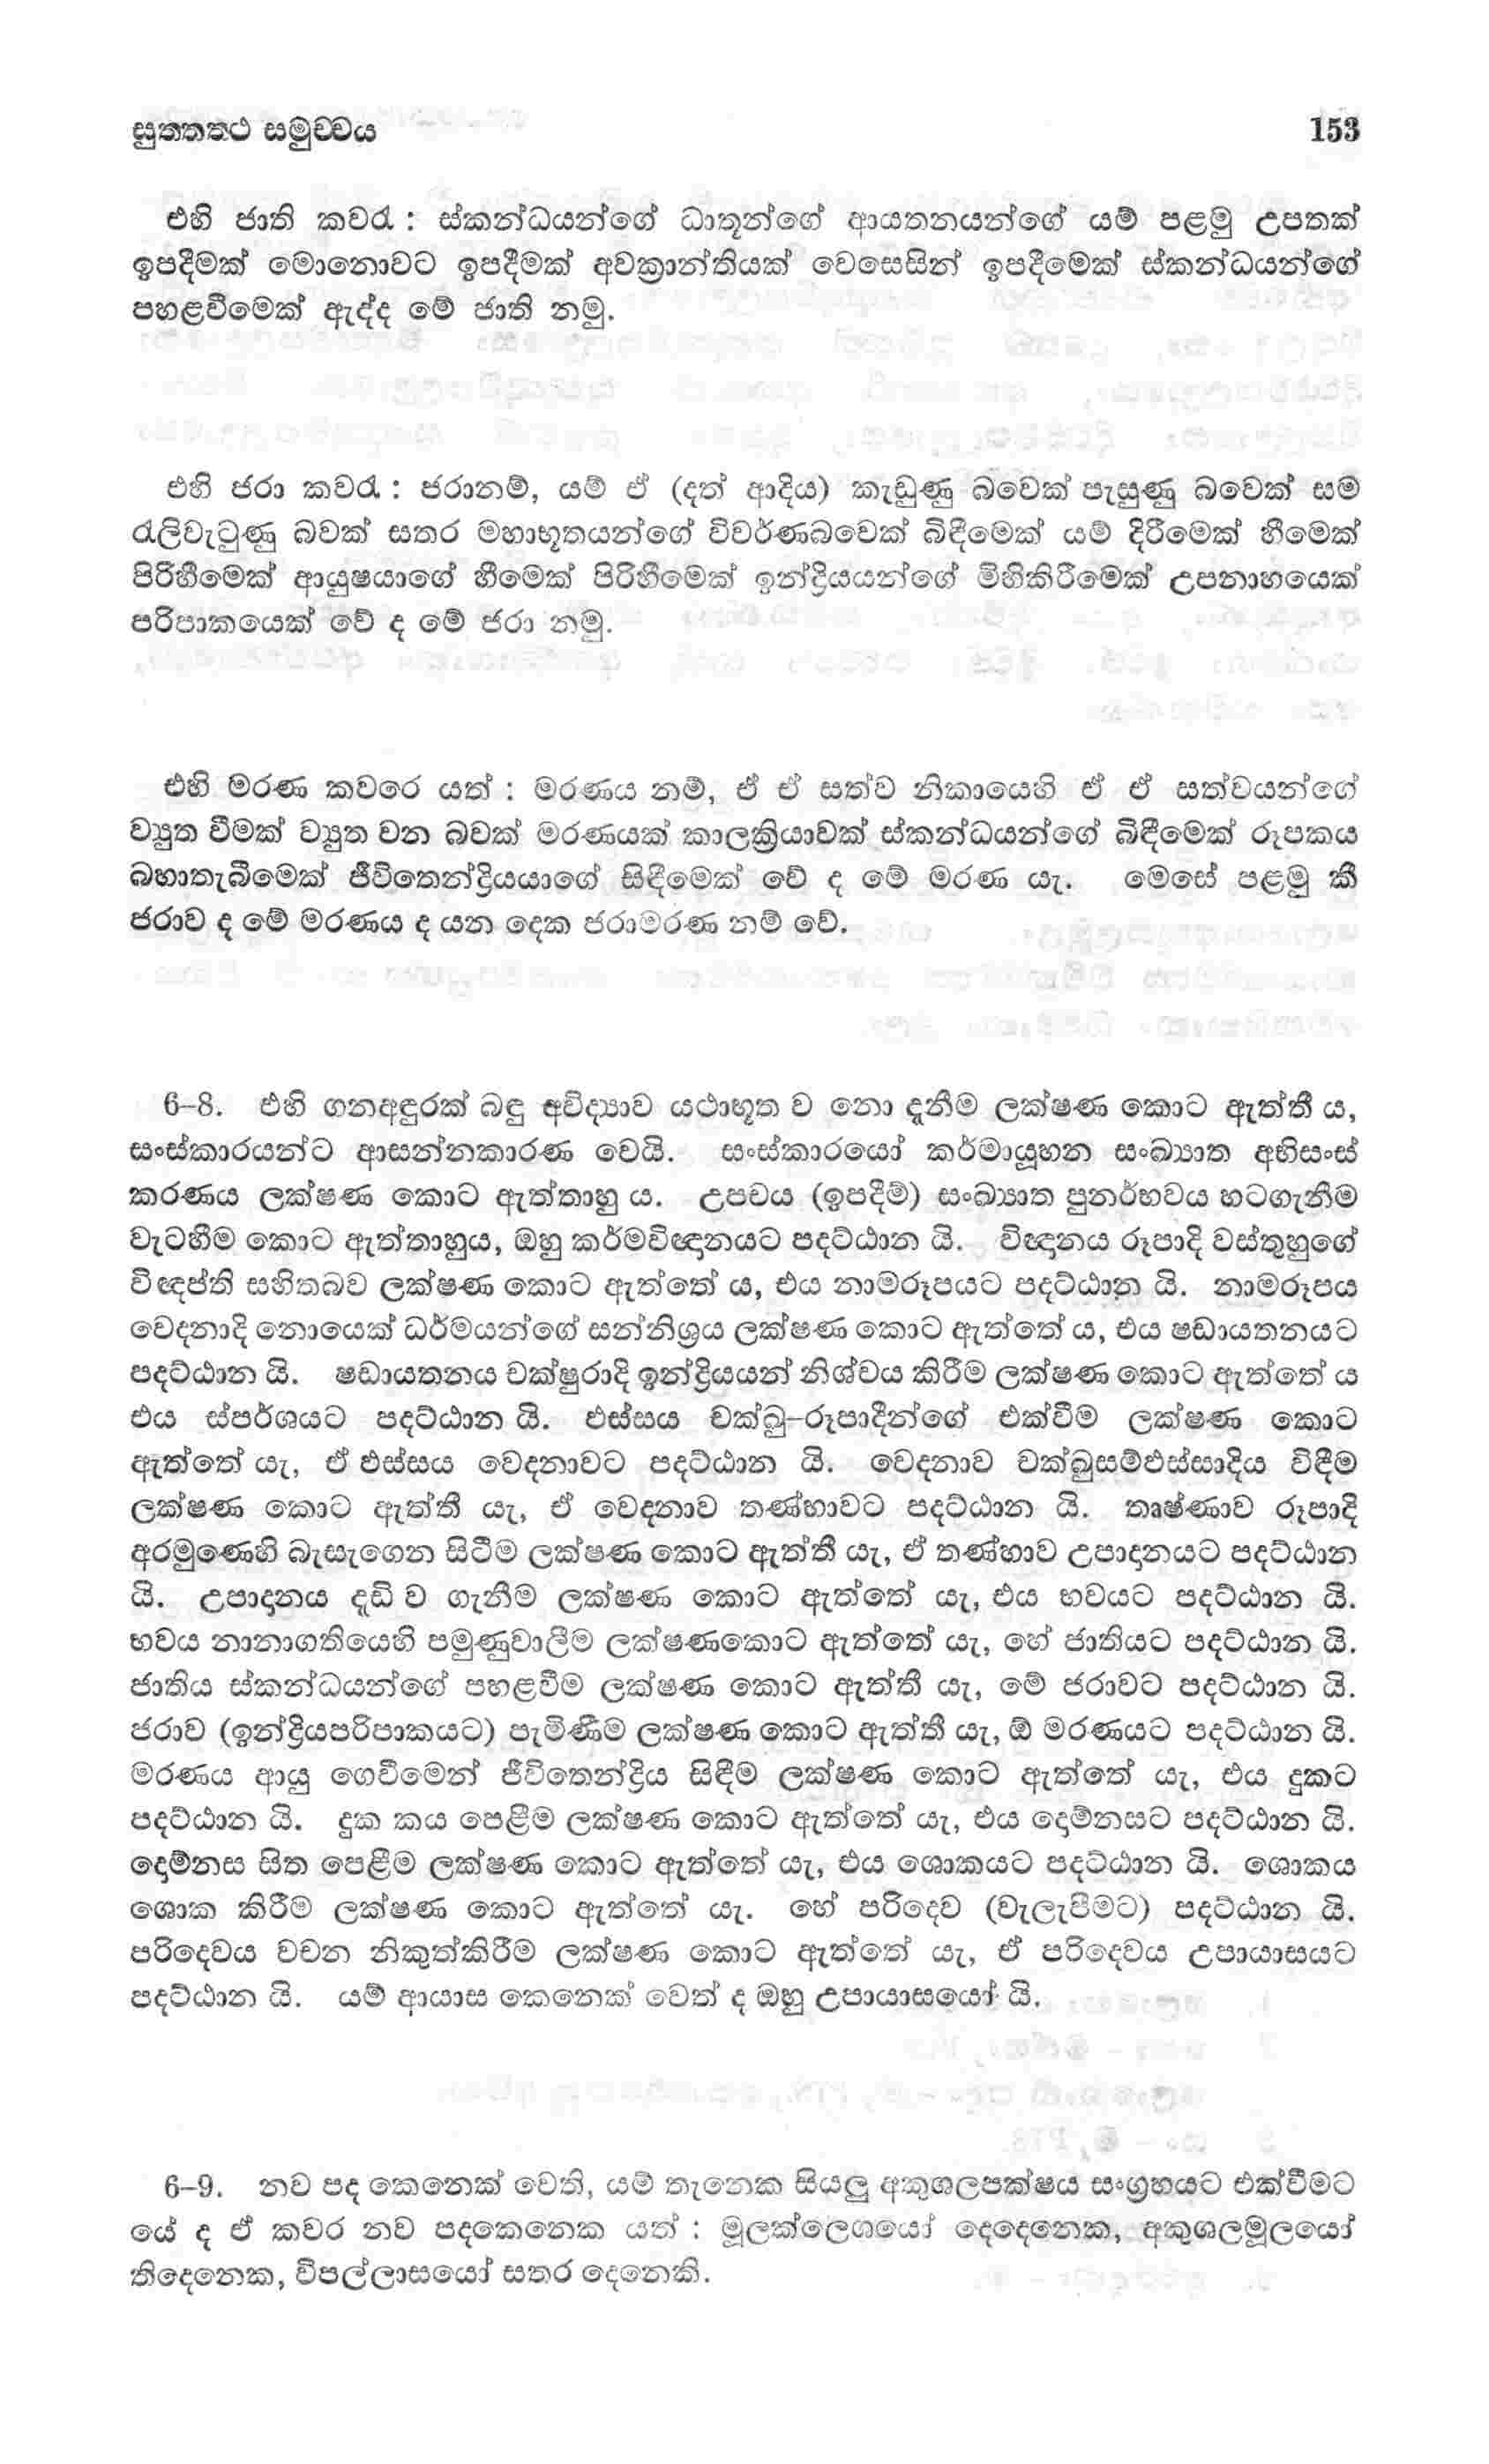 සුත්තත්ථ සමුච්චය 153
එහි ජාති කවරැ : ස්කන්ධයන්ගේ ධාතූන්ගේ ආයතනයන්ගේ යම් පළමු උපතක්
ඉපදීමක් මොනොවට ඉපදීමක් අවක්‍රාන්තියක් වෙසෙසින් ඉපදීමෙක් ස්කන්ධයන්ගේ
පහළවීමෙක් ඇද්ද මේ ජාති නමු.
එහි ජරා කවරැ : ජරානම්, යම් ඒ (දත් ආදිය) කැඩුණු බවෙක් පැසුණු බවෙක් සම
රැලිවැටුණු බවක් සතර මහාභූතයන්ගේ විවර්ණබවෙක් බිඳීමෙක් යම් දිරීමෙක් හීමෙක්
පිරිහීමෙක් ආයුෂයාගේ හීමෙක් පිරිහීමෙක් ඉන්ද්‍රියයන්ගේ මිහිකිරීමෙක් උපනාහයෙක්
පරිපාකයෙක් වේ ද මේ ජරා නමු.
එහි මරණ කවරෙ යත් : මරණය නම්, ඒ ඒ සත්ව නිකායෙහි ඒ ඒ සත්වයන්ගේ
ව්‍යුත වීමක් ව්‍යුත වන බවක් මරණයක් කාලක්‍රියාවක් ස්කන්ධයන්ගේ බිඳීමෙක් රූපකය
බහාතැබීමෙක් ජීවිතෙන්ද්‍රියයාගේ සිඳීමෙක් වේ ද මේ මරණ යැ. මෙසේ පළමු කී
ජරාව ද මේ මරණය ද යන දෙක ජරාමරණ නම් වේ.
6–8. එහි ගනඅඳුරක් බඳු අවිද්‍යාව යථාභූත ව නො දැනීම ලක්ෂණ කොට ඇත්තී ය,
සංස්කාරයන්ට ආසන්නකාරණ වෙයි. සංස්කාරයෝ කර්මායූහන සංඛ්‍යාත අභිසංස්
කරණය ලක්ෂණ කොට ඇත්තාහු ය. උපචය (ඉපදීම්) සංඛ්‍යාත පුනර්භවය හටගැනීම
වැටහීම කොට ඇත්තාහුය, ඔහු කර්මවිඥානයට පදට්ඨාන යි. විඥානය රූපාදි වස්තුහුගේ
විඥප්ති සහිතබව ලක්ෂණ කොට ඇත්තේ ය, එය නාමරූපයට පදට්ඨාන යි. නාමරූපය
වෙදනාදි නොයෙක් ධර්මයන්ගේ සන්නිශ්‍රය ලක්ෂණ කොට ඇත්තේ ය, එය ෂඩායතනයට
පදට්ඨාන යි. ෂඩායතනය චක්ෂුරාදි ඉන්ද්‍රියයන් නිශ්චය කිරීම ලක්ෂණ කොට ඇත්තේ ය
එය ස්පර්ශයට පදට්ඨාන යි. ඵස්සය චක්ඛු–රූපාදීන්ගේ එක්වීම ලක්ෂණ කොට
ඇත්තේ යැ, ඒ ඵස්සය වෙදනාවට පදට්ඨාන යි. වෙදනාව චක්ඛුසම්ඵස්සාදිය විඳීම
ලක්ෂණ කොට ඇත්තී යැ, ඒ වෙදනාව තණ්හාවට පදට්ඨාන යි. තෘෂ්ණාව රූපාදි
අරමුණෙහි බැසැගෙන සිටීම ලක්ෂණ කොට ඇත්තී යැ, ඒ තණ්හාව උපාදානයට පදට්ඨාන
යි. උපාදානය දැඩි ව ගැනීම ලක්ෂණ කොට ඇත්තේ යැ, එය භවයට පදට්ඨාන යි.
භවය නානාගතියෙහි පමුණුවාලීම ලක්ෂණකොට ඇත්තේ යැ, හේ ජාතියට පදට්ඨාන යි.
ජාතිය ස්කන්ධයන්ගේ පහළවීම ලක්ෂණ කොට ඇත්තී යැ, මේ ජරාවට පදට්ඨාන යි.
ජරාව (ඉන්ද්‍රියපරිපාකයට) පැමිණීම ලක්ෂණ කොට ඇත්තී යැ, ඕ මරණයට පදට්ඨාන යි.
මරණය ආයු ගෙවීමෙන් ජීවිතෙන්ද්‍රිය සිඳීම ලක්ෂණ කොට ඇත්තේ යැ, එය දුකට
පදට්ඨාන යි. දුක කය පෙළීම ලක්ෂණ කොට ඇත්තේ යැ, එය දොම්නසට පදට්ඨාන යි.
දොම්නස සිත පෙළීම ලක්ෂණ කොට ඇත්තේ යැ, එය ශොකයට පදට්ඨාන යි. ශොකය
ශොක කිරීම ලක්ෂණ කොට ඇත්තේ යැ. හේ පරිදෙව (වැලැපීමට) පදට්ඨාන යි.
පරිදෙවය වචන නිකුත්කිරීම ලක්ෂණ කොට ඇත්තේ යැ, ඒ පරිදෙවය උපායාසයට
පදට්ඨාන යි. යම් ආයාස කෙනෙක් වෙත් ද ඔහු උපායාසයෝ යි.
6–9. නව පද කෙනෙක් වෙති, යම් තැනෙක සියලු අකුශලපක්ෂය සංග්‍රහයට එක්වීමට
යේ ද ඒ කවර නව පදකෙනෙක යත් : මූලක්ලෙශයෝ දෙදෙනෙක, අකුශලමූලයෝ
තිදෙනෙක, විපල්ලාසයෝ සතර දෙනෙකි.